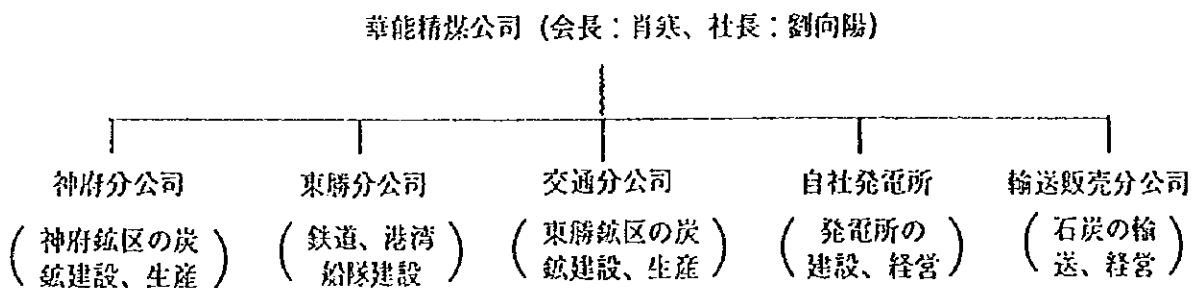 華能精煤公司 (会長：肖寒、社長：劉向陽)
神府分公司 東勝分公司 交通分公司 自社発電所 輸送販売分公司
(神府鉱区の炭鉱建設、生産) (鉄道、港湾船隊建設) (東勝鉱区の炭鉱建設、生産) (発電所の建設、経営) (石炭の輸送、経営)